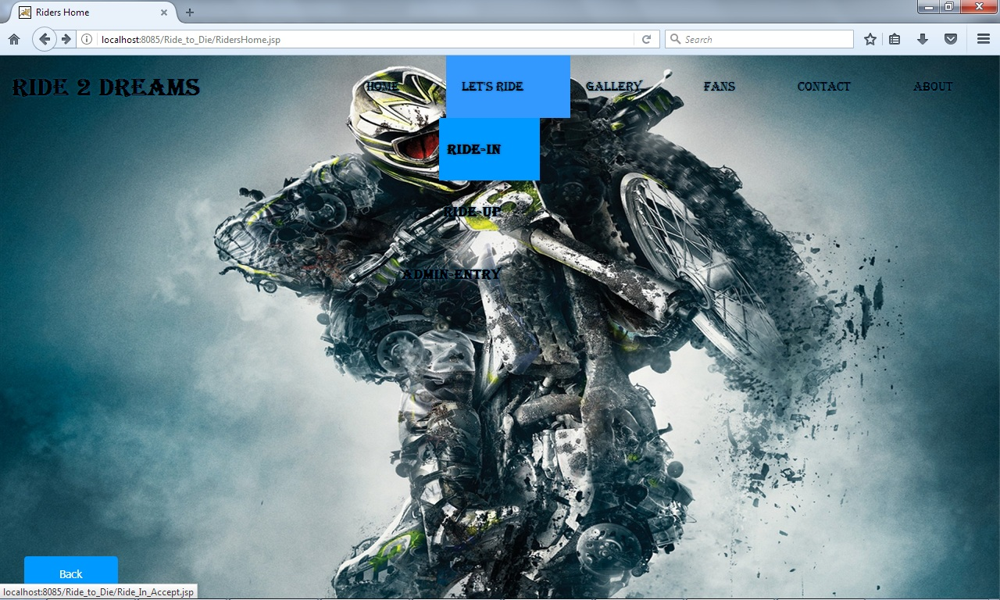 Riders Home
localhost:8085/Ride_to_Die/RidersHome.jsp
Search
RIDE 2 DREAMS
HOME
LET'S RIDE
GALLERY
FANS
CONTACT
ABOUT
RIDE-IN
RIDE-UP
ADMIN-ENTRY
5
Back
localhost:8085/Ride_to_Die/Ride_In_Accept.jsp